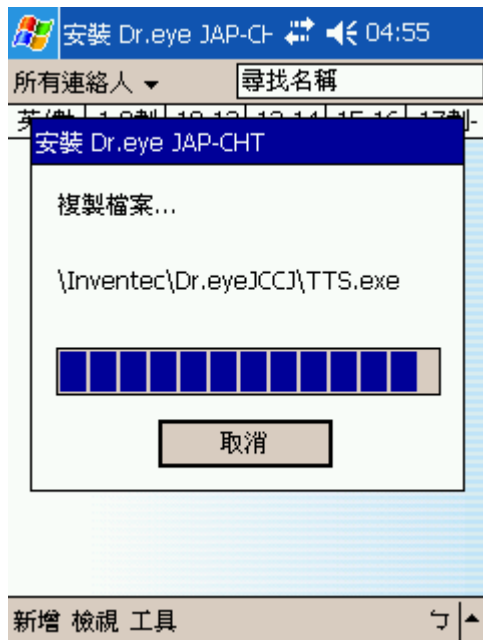 安裝 Dr.eye JAP-CH 04:55
所有連絡人 尋找名稱
安裝 Dr.eye JAP-CHT
複製檔案...
\Inventec\Dr.eyeJCCJ\TTS.exe
取消
新增 檢視 工具 ㄅ